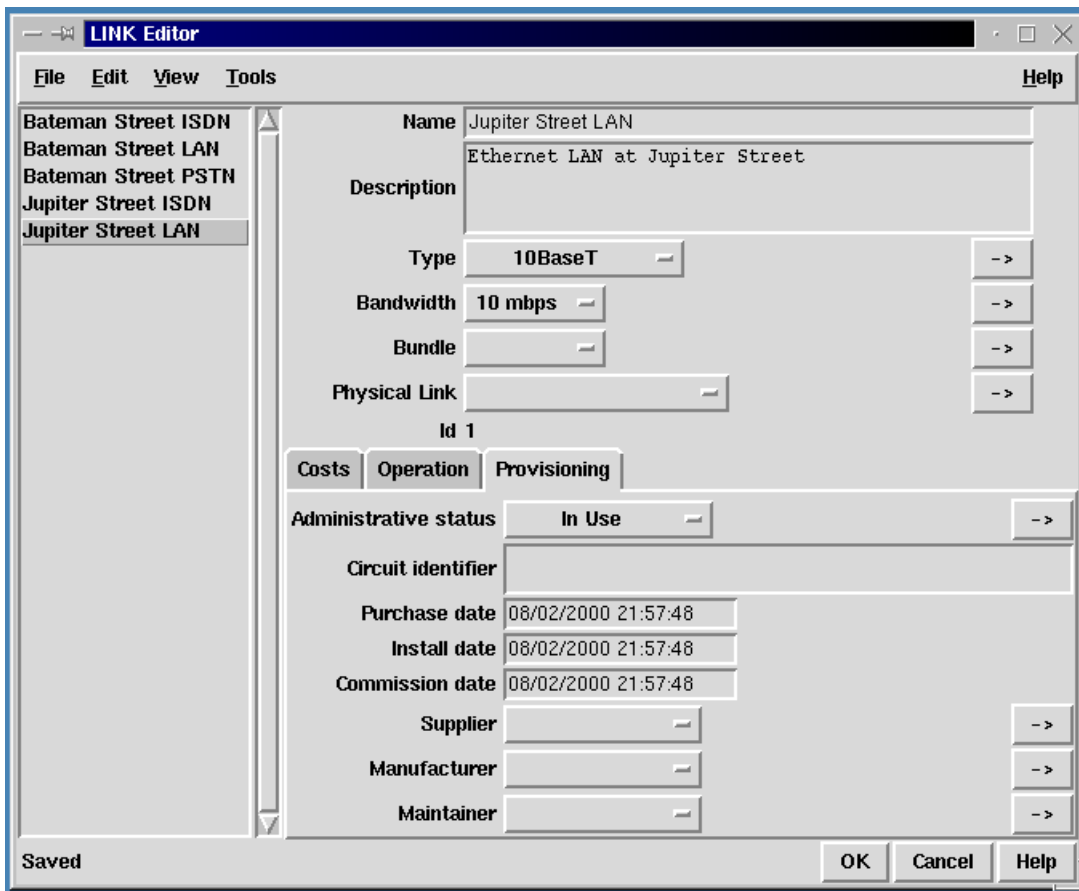 LINK Editor
File Edit View Tools Help
Bateman Street ISDN
Bateman Street LAN
Bateman Street PSTN
Jupiter Street ISDN
Jupiter Street LAN
Name Jupiter Street LAN
Description Ethernet LAN at Jupiter Street
Type 10BaseT ->
Bandwidth 10 mbps ->
Bundle ->
Physical Link ->
Id 1
Costs Operation Provisioning
Administrative status In Use ->
Circuit identifier
Purchase date 08/02/2000 21:57:48
Install date 08/02/2000 21:57:48
Commission date 08/02/2000 21:57:48
Supplier ->
Manufacturer ->
Maintainer ->
Saved OK Cancel Help